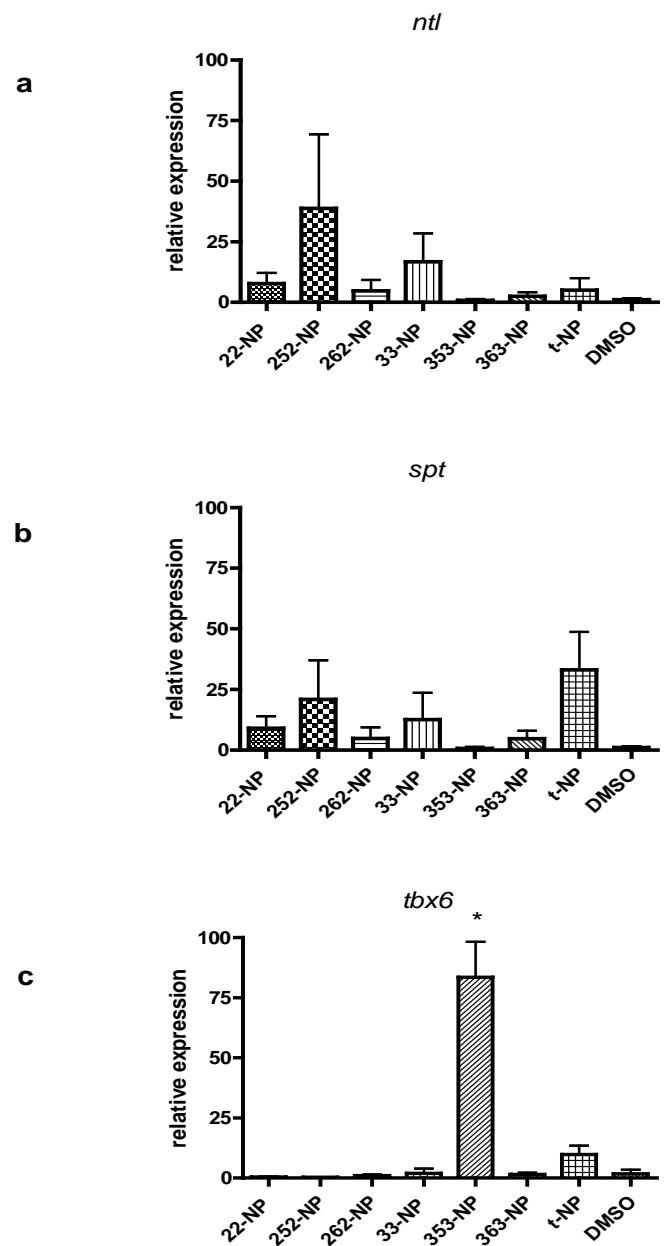 ntl
a
100
75
50
25
0
relative expression
22-NP
252-NP
262-NP
33-NP
353-NP
363-NP
t-NP
DMSO
spt
b
100
75
50
25
0
relative expression
22-NP
252-NP
262-NP
33-NP
353-NP
363-NP
t-NP
DMSO
tbx6
*
c
100
75
50
25
0
relative expression
22-NP
252-NP
262-NP
33-NP
353-NP
363-NP
t-NP
DMSO